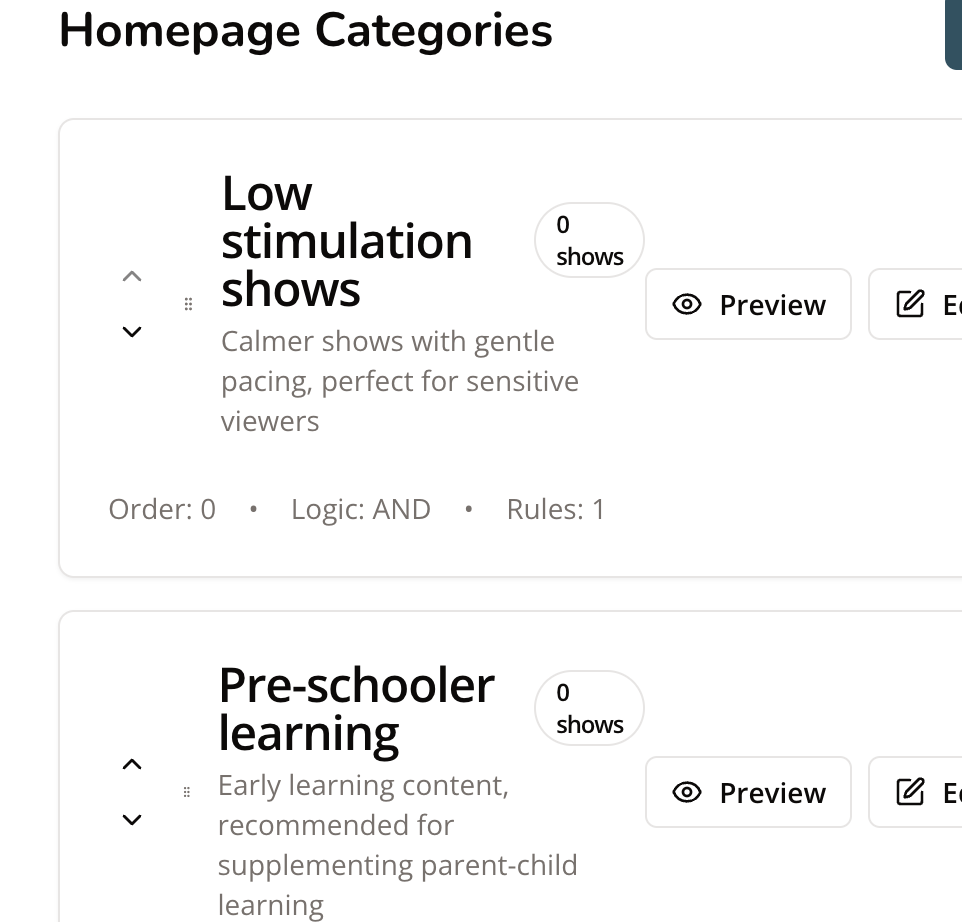 Homepage Categories
Low
stimulation
shows
0
shows
Calmer shows with gentle
pacing, perfect for sensitive
viewers
Preview
Order: 0 • Logic: AND • Rules: 1
Pre-schooler
learning
0
shows
Early learning content,
recommended for
supplementing parent-child
learning
Preview